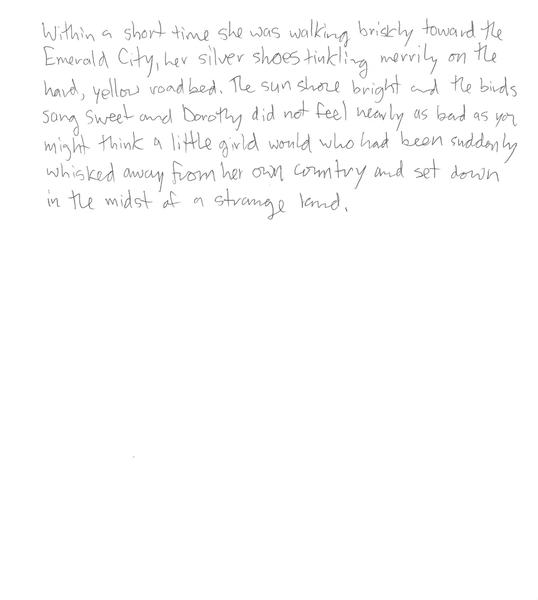 Within a short time she was walking briskly toward the
Emerald City, her silver shoes tinkling merrily on the
hard, yellow roadbed. The sun shone bright and the birds
sang sweet and Dorothy did not feel nearly as bad as you
might think a little girld would who had been suddenly
whisked away from her own country and set down
in the midst of a strange land.